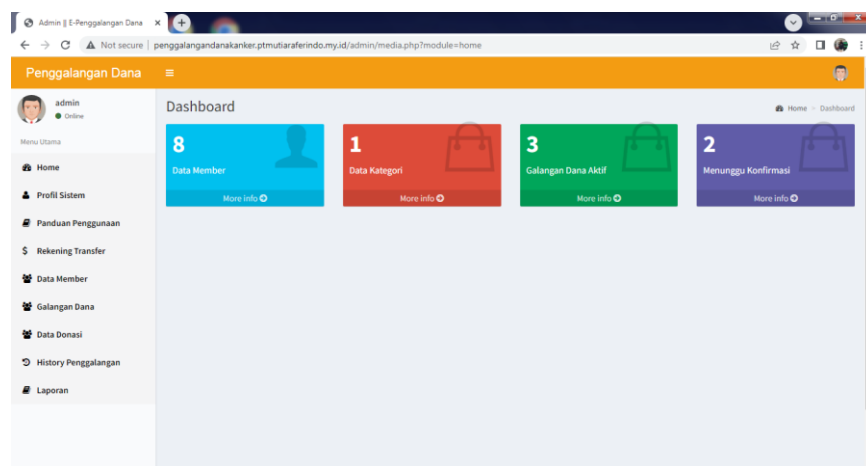 Admin || E-Penggalangan Dana
Not secure | penggalangandanakanker.ptmutiaraferindo.my.id/admin/media.php?module=home
Penggalangan Dana
admin
Online
Menu Utama
Home
Profil Sistem
Panduan Penggunaan
Rekening Transfer
Data Member
Galangan Dana
Data Donasi
History Penggalangan
Laporan
Dashboard
Home > Dashboard
8
Data Member
More info
1
Data Kategori
More info
3
Galangan Dana Aktif
More info
2
Menunggu Konfirmasi
More info